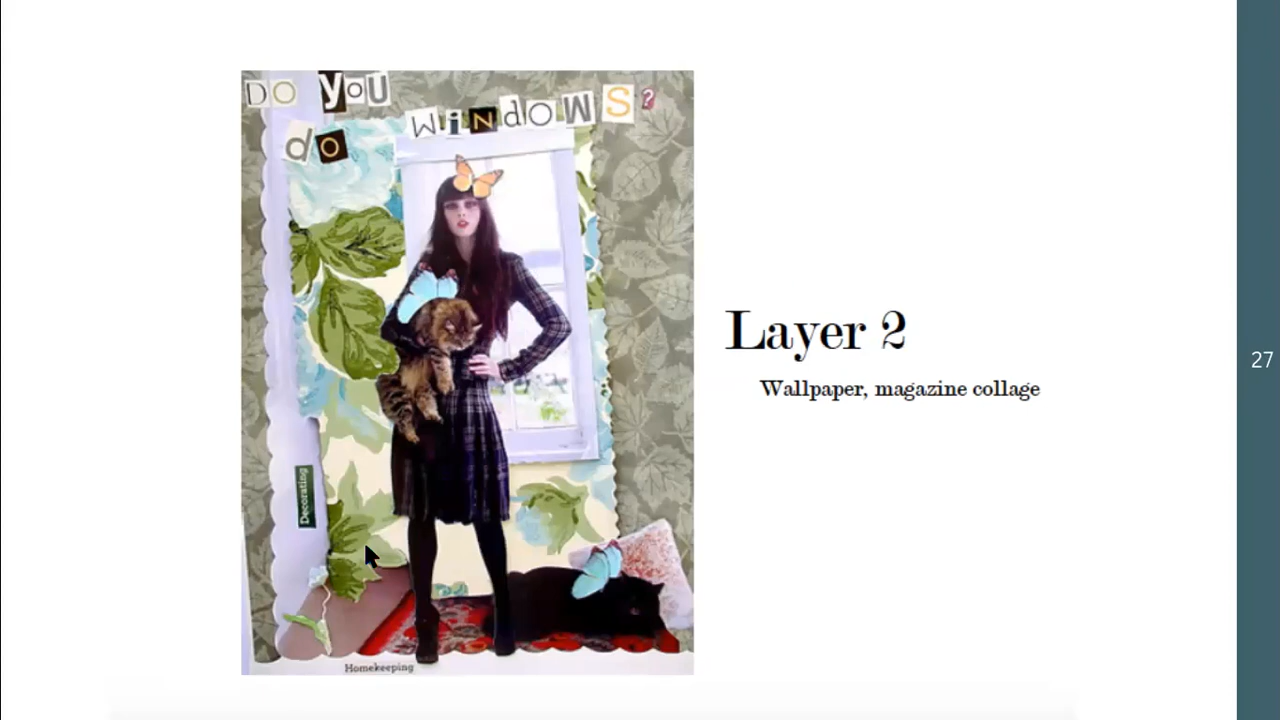 DO yoU
do WiNdOWS?
Layer 2
Wallpaper, magazine collage
27
Decorating
Homekeeping